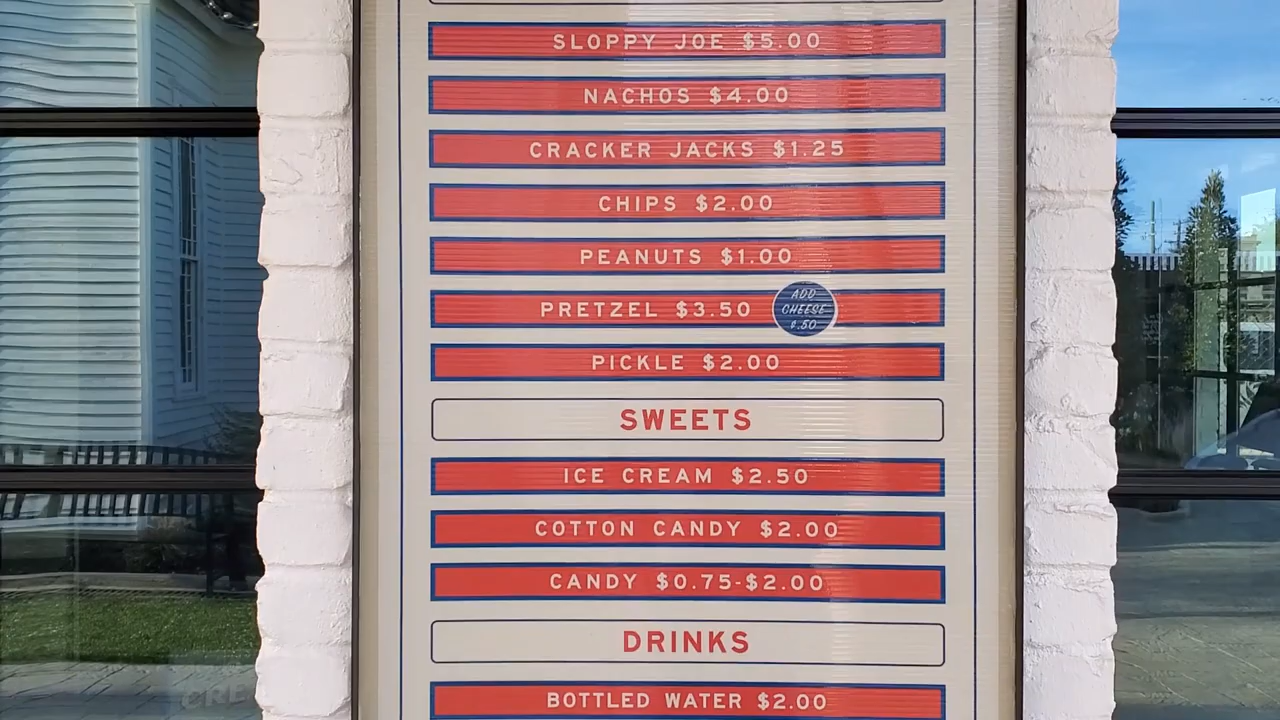 SLOPPY JOE $5.00
NACHOS $4.00
CRACKER JACKS $1.25
CHIPS $2.00
PEANUTS $1.00
PRETZEL $3.50
ADD
CHEESE
$.50
PICKLE $2.00
SWEETS
ICE CREAM $2.50
COTTON CANDY $2.00
CANDY $0.75-$2.00
DRINKS
BOTTLED WATER $2.00